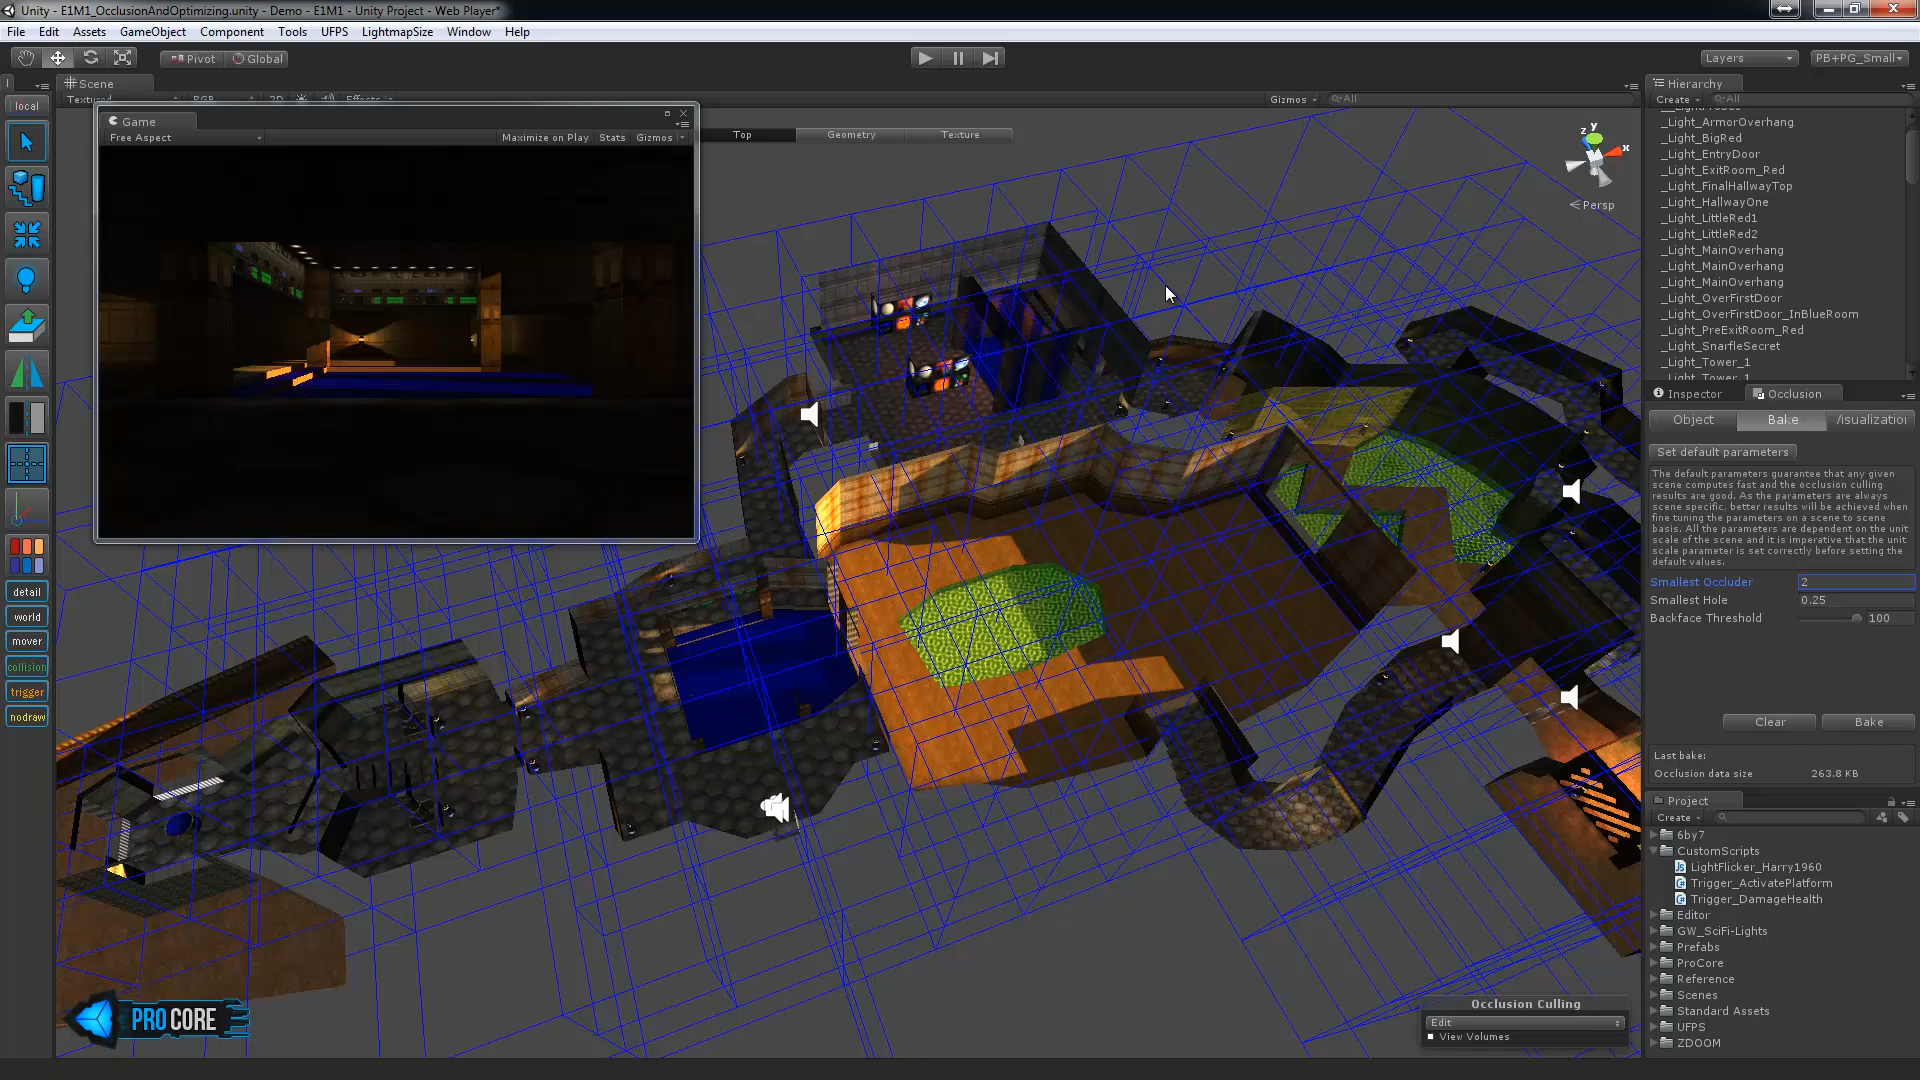 Unity - E1M1_OcclusionAndOptimizing.unity - Demo - E1M1 - Unity Project - Web Player*
File Edit Assets GameObject Component Tools UFPS LightmapSize Window Help
Pivot Global Layers PB+PG_Small
Scene
Textured RGB 2D Effects Gizmos All
local
Game
Free Aspect Maximize on Play Stats Gizmos
Top Geometry Texture
z y x
Persp
detail
world
mover
collision
trigger
nodraw
PROCORE
Occlusion Culling
Edit
View Volumes
Hierarchy
Create All
_Light_ArmorOverhang
_Light_BigRed
_Light_EntryDoor
_Light_ExitRoom_Red
_Light_FinalHallwayTop
_Light_HallwayOne
_Light_LittleRed1
_Light_LittleRed2
_Light_MainOverhang
_Light_MainOverhang
_Light_MainOverhang
_Light_OverFirstDoor
_Light_OverFirstDoor_InBlueRoom
_Light_PreExitRoom_Red
_Light_SnarfleSecret
_Light_Tower_1
_Light_Tower_1
Inspector Occlusion
Object Bake /isualizatioi
Set default parameters
The default parameters guarantee that any given
scene computes fast and the occlusion culling
results are good. As the parameters are always
scene specific, better results will be achieved when
fine tuning the parameters on a scene to scene
basis. All the parameters are dependent on the unit
scale of the scene and it is imperative that the unit
scale parameter is set correctly before setting the
default values.
Smallest Occluder 2
Smallest Hole 0.25
Backface Threshold 100
Clear Bake
Last bake:
Occlusion data size 263.8 KB
Project
Create
6by7
CustomScripts
LightFlicker_Harry1960
Trigger_ActivatePlatform
Trigger_DamageHealth
Editor
GW_SciFi-Lights
Prefabs
ProCore
Reference
Scenes
Standard Assets
UFPS
ZDOOM